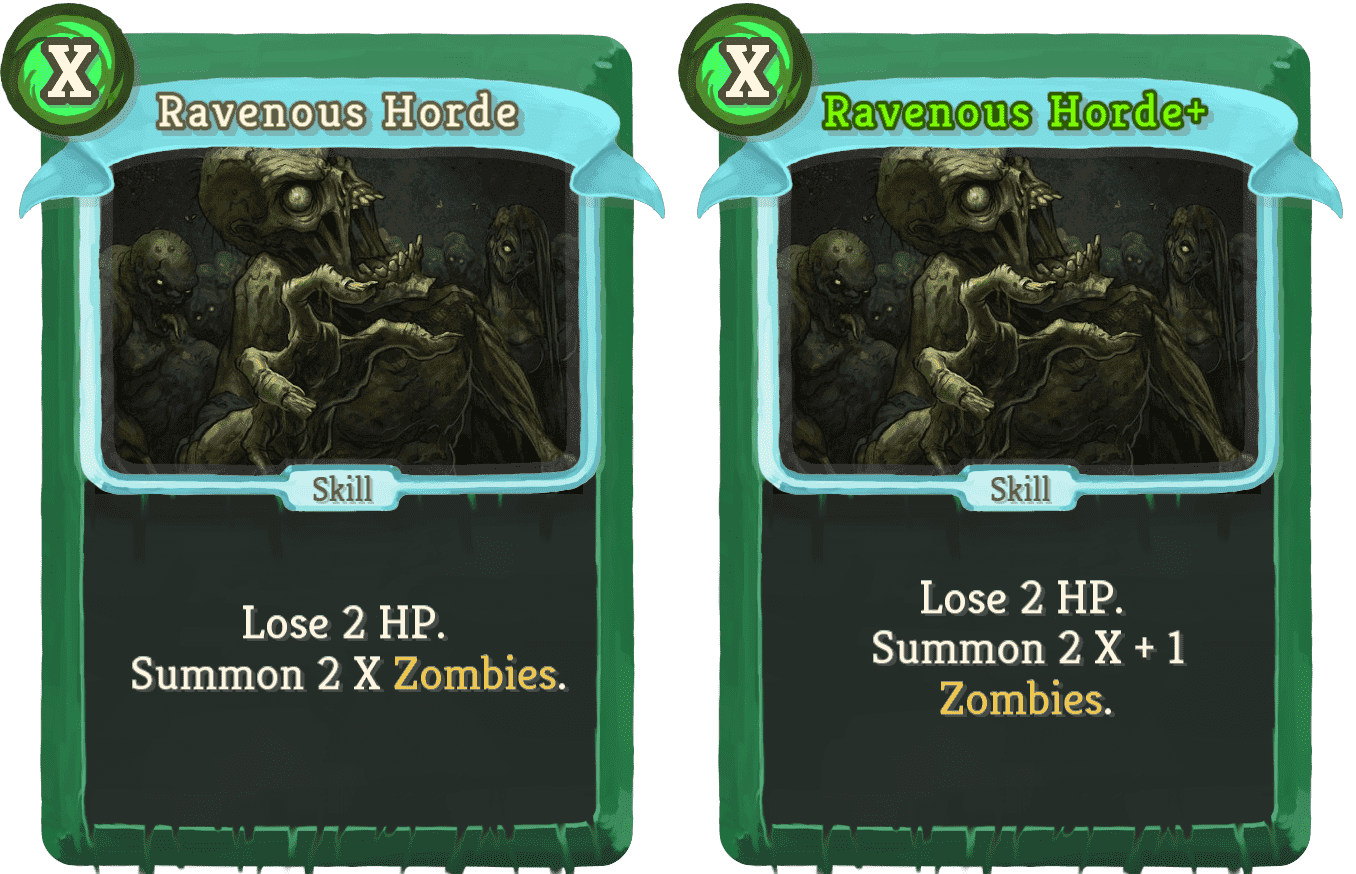 X
Ravenous Horde
Skill
Lose 2 HP.
Summon 2 X Zombies.
X
Ravenous Horde+
Skill
Lose 2 HP.
Summon 2 X + 1
Zombies.